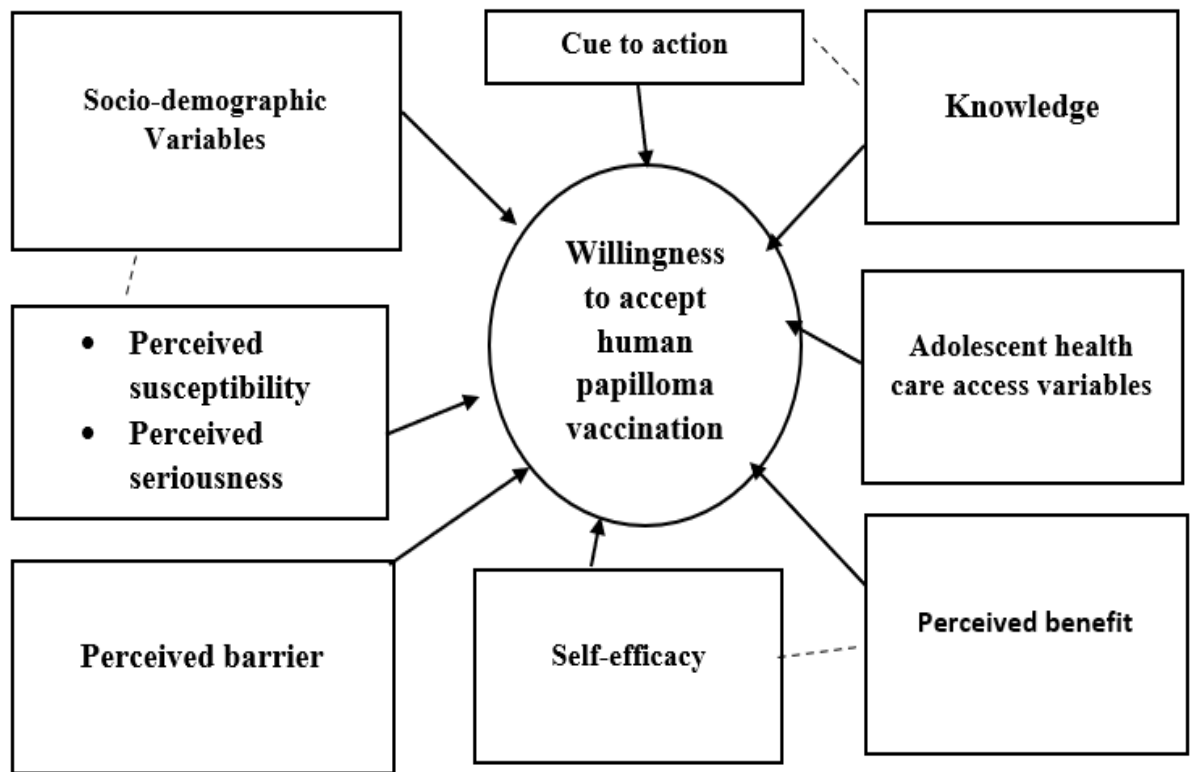 Socio-demographic
Variables
Cue to action
Knowledge
• Perceived
susceptibility
• Perceived
seriousness
Willingness
to accept
human
papilloma
vaccination
Adolescent health
care access variables
Perceived barrier
Self-efficacy
Perceived benefit